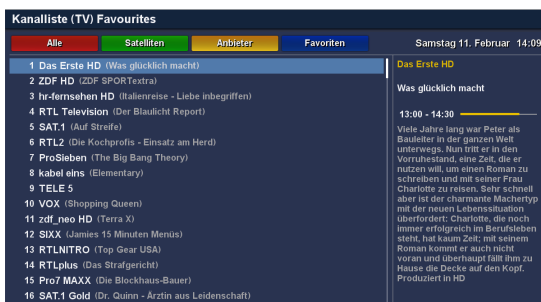 Kanalliste (TV) Favourites
Alle Satelliten Anbieter Favoriten Samstag 11. Februar 14:09
1 Das Erste HD (Was glücklich macht)
2 ZDF HD (ZDF SPORTextra)
3 hr-fernsehen HD (Italienreise - Liebe inbegriffen)
4 RTL Television (Der Blaulicht Report)
5 SAT.1 (Auf Streife)
6 RTL2 (Die Kochprofis - Einsatz am Herd)
7 ProSieben (The Big Bang Theory)
8 kabel eins (Elementary)
9 TELE 5
10 VOX (Shopping Queen)
11 zdf_neo HD (Terra X)
12 SIXX (Jamies 15 Minuten Menüs)
13 RTLNITRO (Top Gear USA)
14 RTLplus (Das Strafgericht)
15 Pro7 MAXX (Die Blockhaus-Bauer)
16 SAT.1 Gold (Dr. Quinn - Ärztin aus Leidenschaft)
Das Erste HD
Was glücklich macht
13:00 - 14:30
Viele Jahre lang war Peter als
Bauleiter in der ganzen Welt
unterwegs. Nun tritt er in den
Vorruhestand, eine Zeit, die er
nutzen will, um einen Roman zu
schreiben und mit seiner Frau
Charlotte zu reisen. Sehr schnell
aber ist der charmante Machertyp
mit der neuen Lebenssituation
überfordert: Charlotte, die noch
immer erfolgreich im Berufsleben
steht, hat kaum Zeit; mit seinem
Roman kommt er auch nicht
voran und überhaupt fällt ihm zu
Hause die Decke auf den Kopf.
Produziert in HD